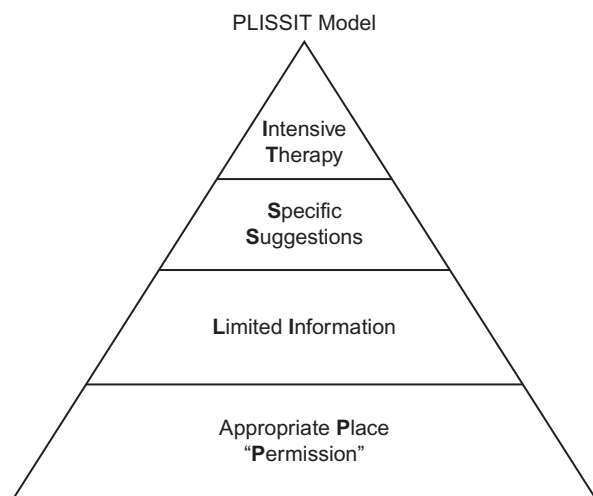 PLISSIT Model
Intensive
Therapy
Specific
Suggestions
Limited Information
Appropriate Place
“Permission”